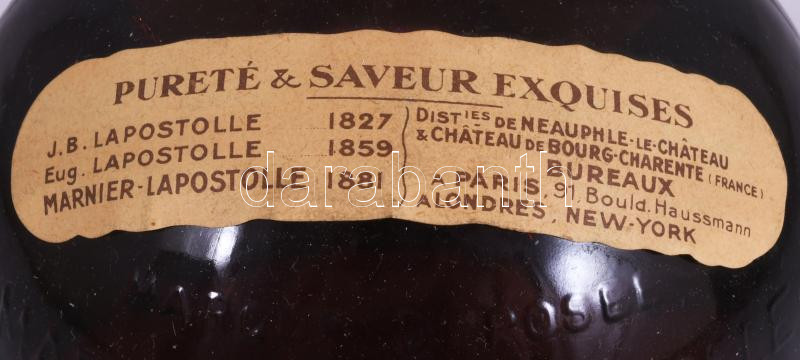 PURETÉ & SAVEUR EXQUISES
J.B. LAPOSTOLLE 1827
Eug. LAPOSTOLLE 1859
MARNIER-LAPOSTOLLE 1881
DISTIES DE NEAUPHLE-LE-CHÂTEAU
& CHÂTEAU DE BOURG-CHARENTE (FRANCE)
BUREAUX
A PARIS, 91, Bould. Haussmann
A LONDRES, NEW-YORK
darabanth